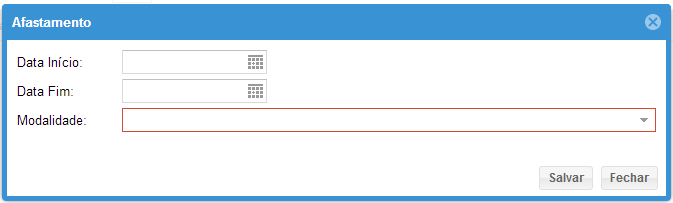 Afastamento
Data Início:
Data Fim:
Modalidade:
Salvar Fechar